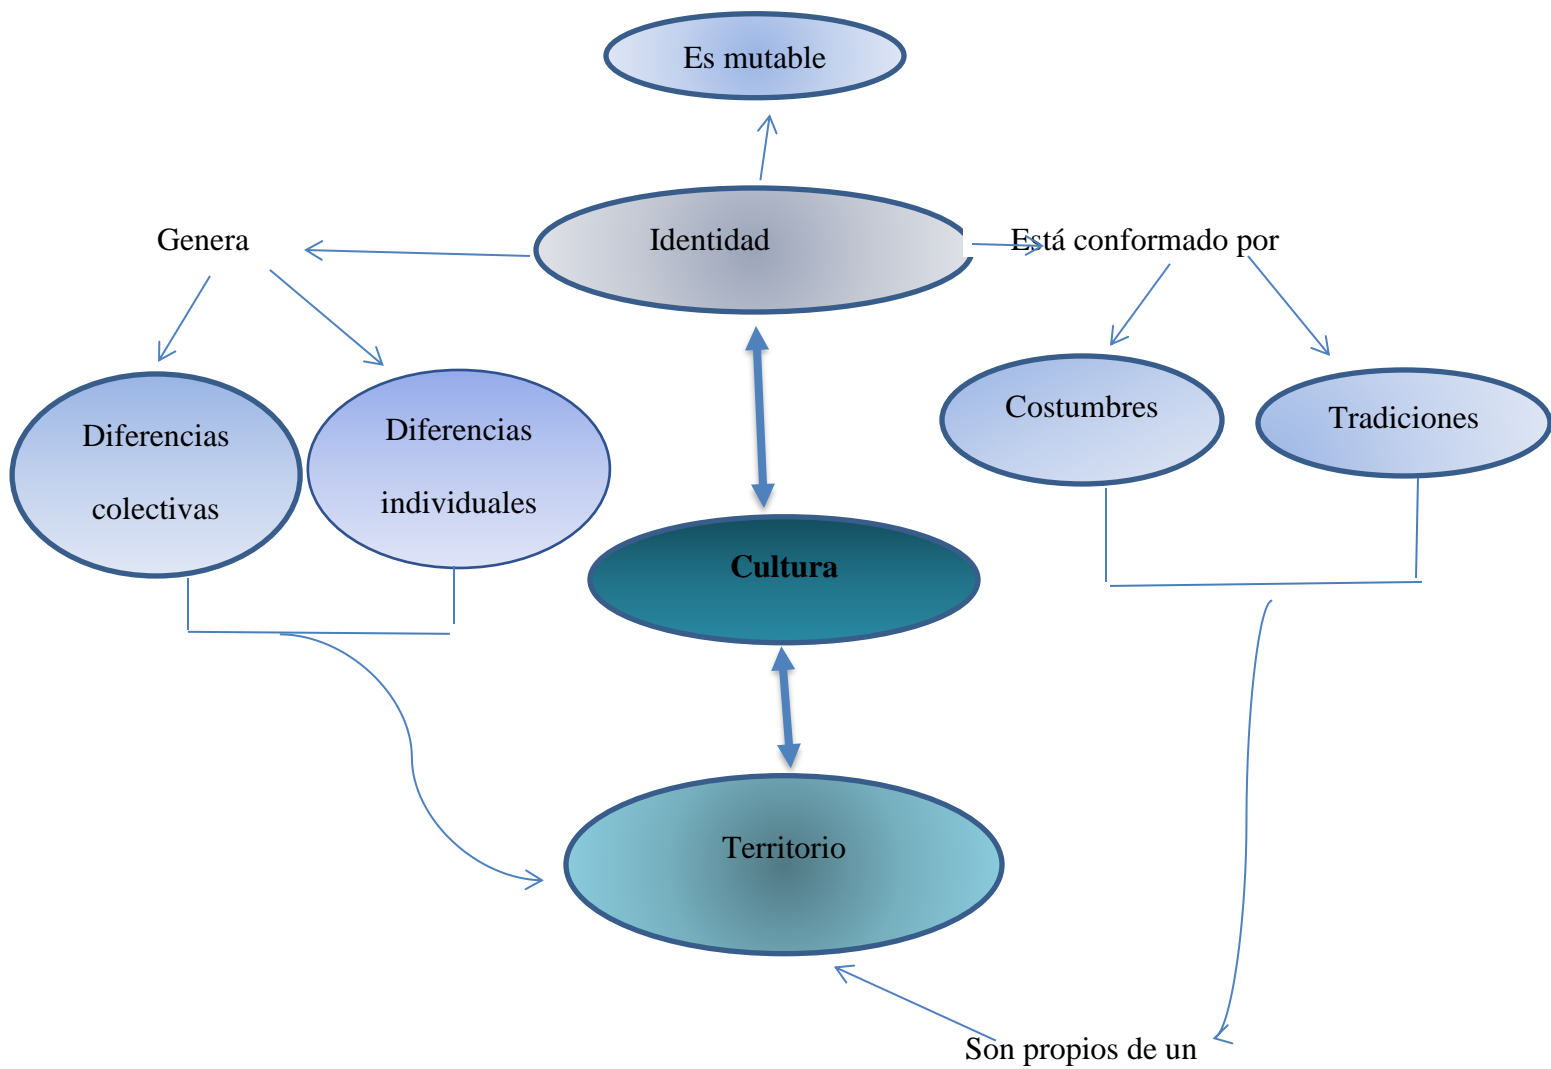 Es mutable
Genera
Identidad
Está conformado por
Diferencias
colectivas
Diferencias
individuales
Costumbres
Tradiciones
Cultura
Territorio
Son propios de un